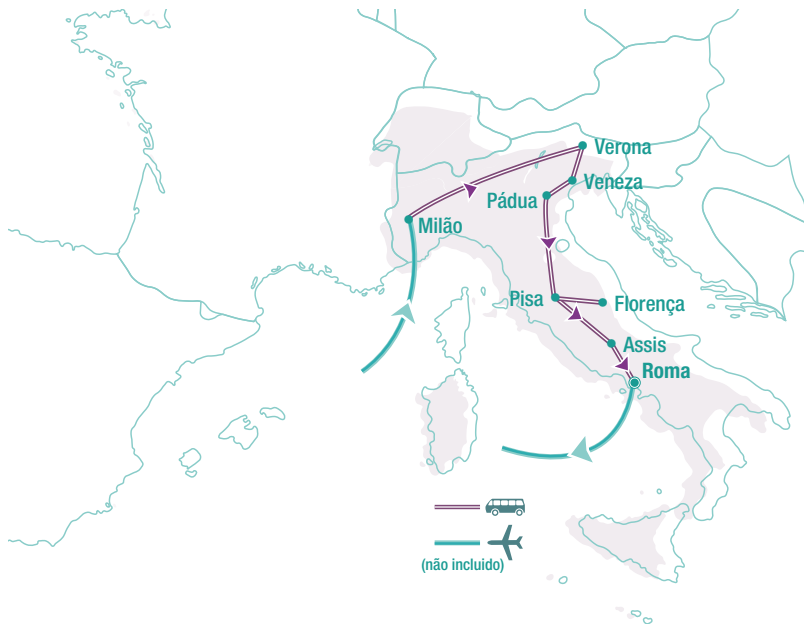 Verona
Veneza
Pádua
Milão
Pisa
Florença
Assis
Roma
(não incluido)